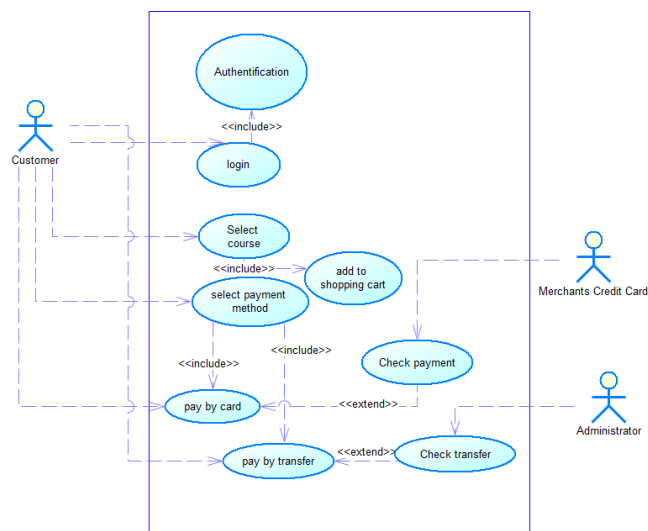 Authentification
<<include>>
Customer
login
Select
course
<<include>>
add to
shopping cart
Merchants Credit Card
select payment
method
<<include>>
<<include>>
Check payment
pay by card
<<extend>>
Administrator
pay by transfer
<<extend>>
Check transfer